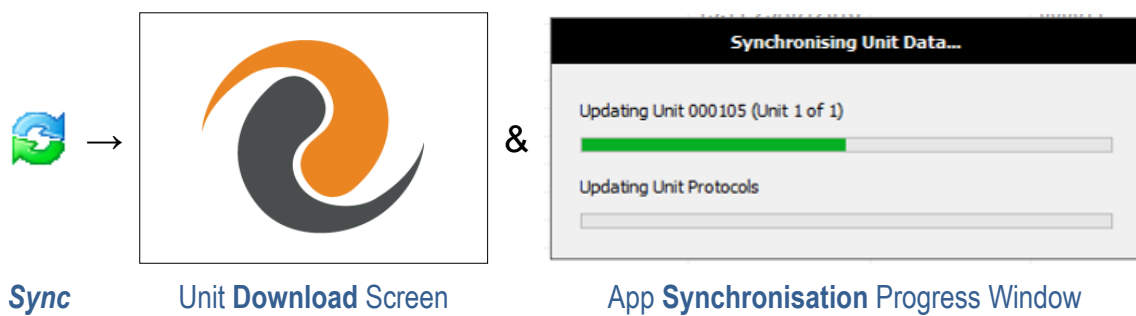 Synchronising Unit Data...
Updating Unit 000105 (Unit 1 of 1)
→
&
Updating Unit Protocols
Sync Unit Download Screen App Synchronisation Progress Window